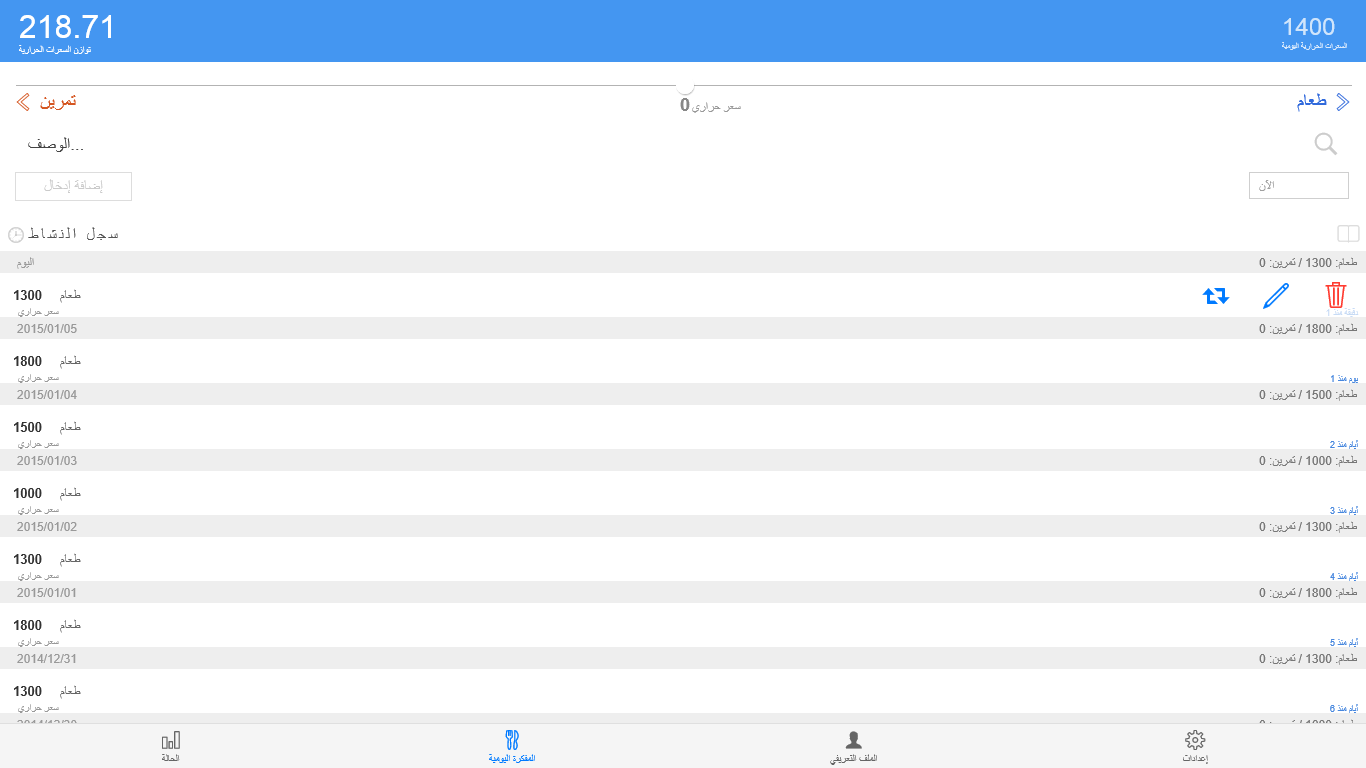 218.71
توازن السعرات الحرارية
1400
السعرات الحرارية اليومية
تمرين
0 سعر حراري
طعام
الوصف...
إضافة إدخال
الآن
سجل النشاط
اليوم
طعام: 1300 / تمرين: 0
1300 طعام
سعر حراري
دقيقة منذ 1
2015/01/05
طعام: 1800 / تمرين: 0
1800 طعام
سعر حراري
يوم منذ 1
2015/01/04
طعام: 1500 / تمرين: 0
1500 طعام
سعر حراري
أيام منذ 2
2015/01/03
طعام: 1000 / تمرين: 0
1000 طعام
سعر حراري
أيام منذ 3
2015/01/02
طعام: 1300 / تمرين: 0
1300 طعام
سعر حراري
أيام منذ 4
2015/01/01
طعام: 1800 / تمرين: 0
1800 طعام
سعر حراري
أيام منذ 5
2014/12/31
طعام: 1300 / تمرين: 0
1300 طعام
سعر حراري
أيام منذ 6
الحالة
المفكرة اليومية
الملف التعريفي
إعدادات